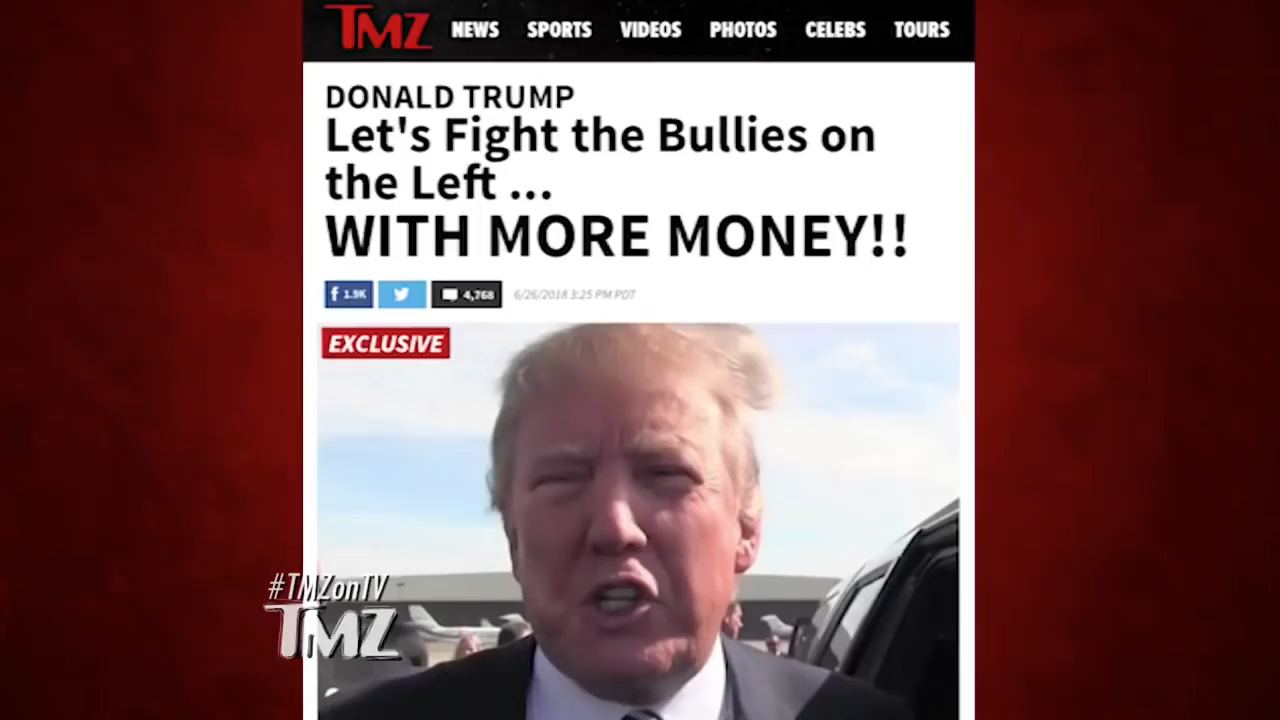 TMZ NEWS SPORTS VIDEOS PHOTOS CELEBS TOURS
DONALD TRUMP
Let's Fight the Bullies on
the Left ...
WITH MORE MONEY!!
f 1.9K 4,768 6/26/2018 3:25 PM PDT
EXCLUSIVE
#TMZonTV
TMZ